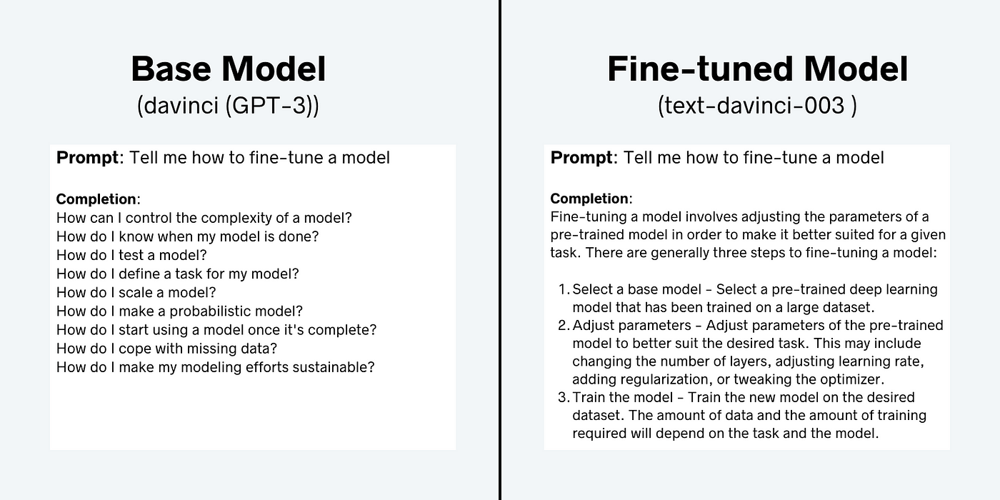 Base Model
(davinci (GPT-3))
Prompt: Tell me how to fine-tune a model
Completion:
How can I control the complexity of a model?
How do I know when my model is done?
How do I test a model?
How do I define a task for my model?
How do I scale a model?
How do I make a probabilistic model?
How do I start using a model once it's complete?
How do I cope with missing data?
How do I make my modeling efforts sustainable?
Fine-tuned Model
(text-davinci-003 )
Prompt: Tell me how to fine-tune a model
Completion:
Fine-tuning a model involves adjusting the parameters of a
pre-trained model in order to make it better suited for a given
task. There are generally three steps to fine-tuning a model:
1. Select a base model - Select a pre-trained deep learning
model that has been trained on a large dataset.
2. Adjust parameters - Adjust parameters of the pre-trained
model to better suit the desired task. This may include
changing the number of layers, adjusting learning rate,
adding regularization, or tweaking the optimizer.
3. Train the model - Train the new model on the desired
dataset. The amount of data and the amount of training
required will depend on the task and the model.